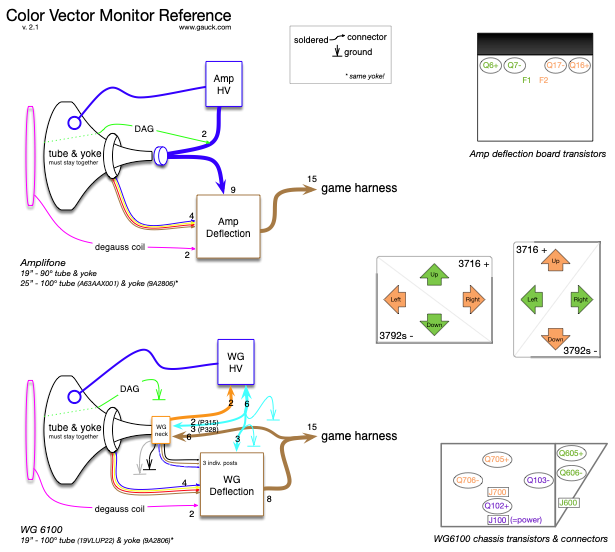 Color Vector Monitor Reference
v. 2.1
www.gauck.com
soldered
connector
ground
* same yoke!
Q6+
Q7-
Q17-
Q16+
F1
F2
Amp deflection board transistors
Amp
HV
DAG
2
tube & yoke
must stay together
9
15
game harness
4
Amp
Deflection
degauss coil
2
Amplifone
19" - 90º tube & yoke
25" - 100º tube (A63AAX001) & yoke (9A2806)*
3716 +
Up
Left
Right
Down
3792s -
3716 +
Up
Left
Right
Down
3792s -
WG
HV
DAG
2
6
2 (P315)
3 (P328)
6
tube & yoke
must stay together
WG
neck
3
15
game harness
3 indiv. posts
4
WG
Deflection
8
degauss coil
2
WG 6100
19" - 100º tube (19VLUP22) & yoke (9A2806)*
Q705+
Q706-
Q103-
J700
Q102+
J100 (=power)
Q605+
Q606-
J600
WG6100 chassis transistors & connectors